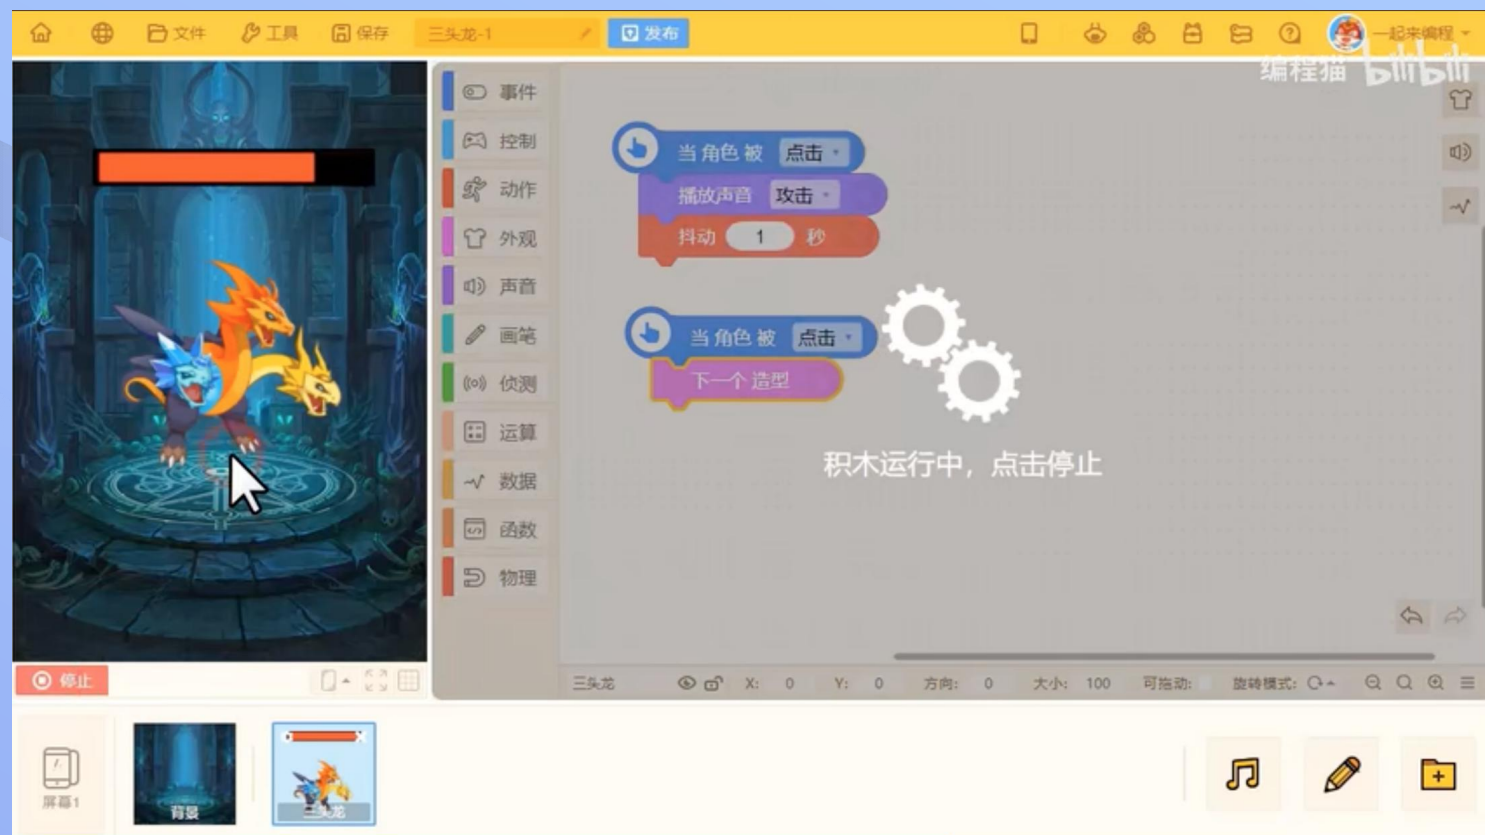 文件 工具 保存 三头龙-1 发布 一起来编程
编程猫 bilibili
事件
控制
动作
外观
声音
画笔
侦测
运算
数据
函数
物理
当 角色 被 点击
播放声音 攻击
抖动 1 秒
当 角色 被 点击
下一个 造型
积木运行中，点击停止
停止
三头龙 X: 0 Y: 0 方向: 0 大小: 100 可拖动: 旋转模式:
屏幕1
背景
三头龙